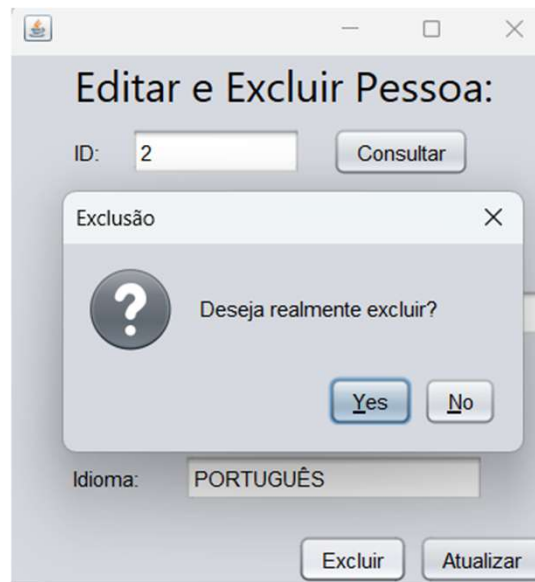 Editar e Excluir Pessoa:
ID: 2 Consultar
Exclusão
Deseja realmente excluir?
Yes No
Idioma: PORTUGUÊS
Excluir Atualizar